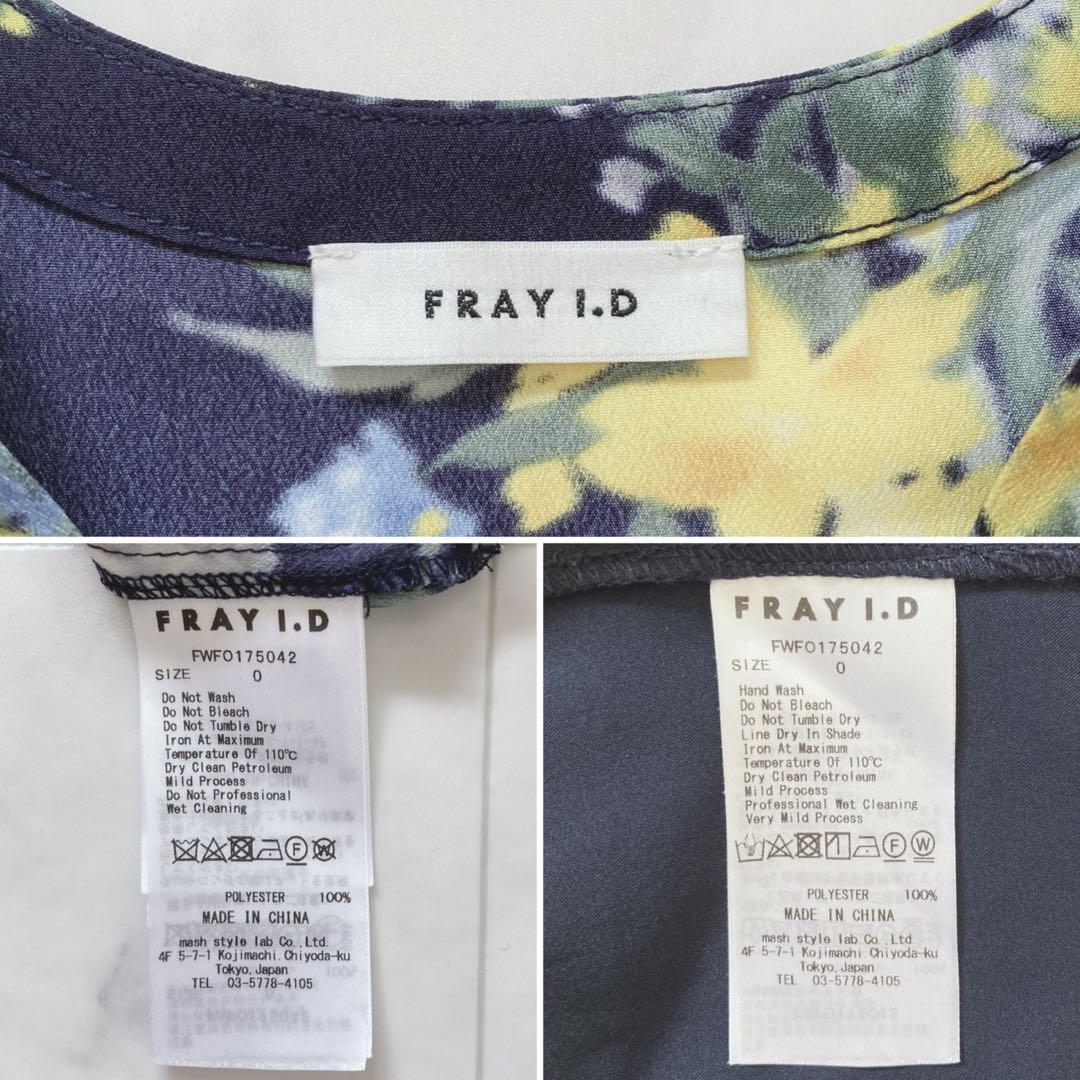 FRAY I.D
FRAY I.D
FWFO175042
SIZE 0
Do Not Wash
Do Not Bleach
Do Not Tumble Dry
Iron At Maximum
Temperature Of 110℃
Dry Clean Petroleum
Mild Process
Do Not Professional
Wet Cleaning
F W
POLYESTER 100%
MADE IN CHINA
mash style lab Co.,Ltd.
4F 5-7-1 Kojimachi,Chiyoda-ku
Tokyo,Japan
TEL 03-5778-4105
FRAY I.D
FWFO175042
SIZE 0
Hand Wash
Do Not Bleach
Do Not Tumble Dry
Line Dry In Shade
Iron At Maximum
Temperature Of 110℃
Dry Clean Petroleum
Mild Process
Professional Wet Cleaning
Very Mild Process
F W
POLYESTER 100%
MADE IN CHINA
mash style lab Co.,Ltd.
4F 5-7-1 Kojimachi,Chiyoda-ku
Tokyo,Japan
TEL 03-5778-4105